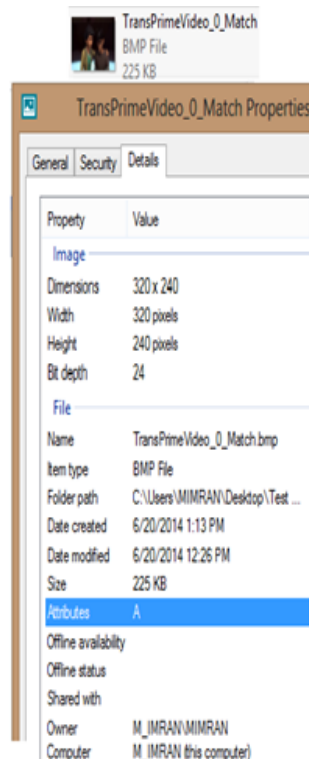 TransPrimeVideo_0_Match
BMP File
225 KB
TransPrimeVideo_0_Match Properties
General Security Details
Property Value
Image
Dimensions 320 x 240
Width 320 pixels
Height 240 pixels
Bit depth 24
File
Name TransPrimeVideo_0_Match.bmp
Item type BMP File
Folder path C:\Users\MIMRAN\Desktop\Test ...
Date created 6/20/2014 1:13 PM
Date modified 6/20/2014 12:26 PM
Size 225 KB
Attributes A
Offline availability
Offline status
Shared with
Owner M_IMRAN\MIMRAN
Computer M_IMRAN (this computer)